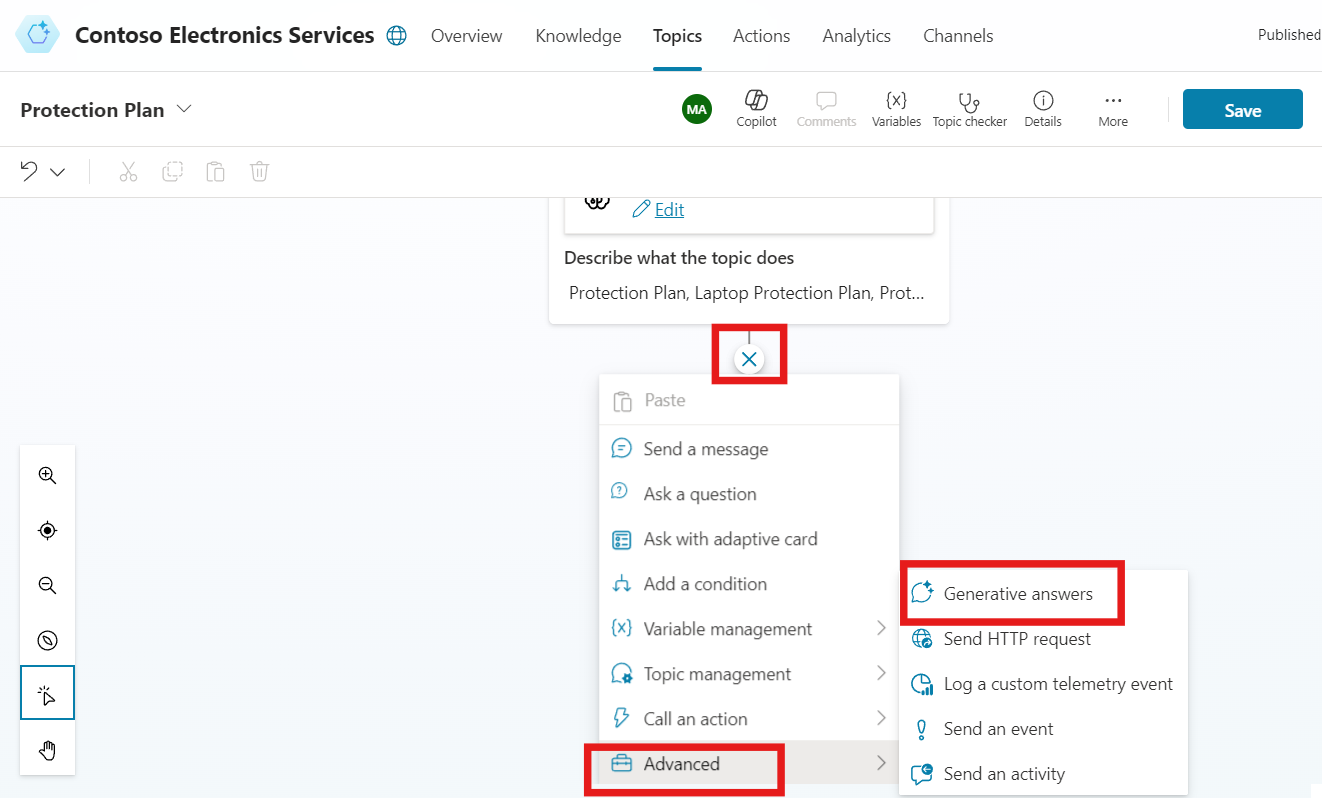 Contoso Electronics Services Overview Knowledge Topics Actions Analytics Channels Published
Protection Plan MA Copilot Comments {x} Variables Topic checker Details More Save
Edit
Describe what the topic does
Protection Plan, Laptop Protection Plan, Prot...
Paste
Send a message
Ask a question
Ask with adaptive card
Add a condition
{x} Variable management
Topic management
Call an action
Advanced
Generative answers
Send HTTP request
Log a custom telemetry event
Send an event
Send an activity